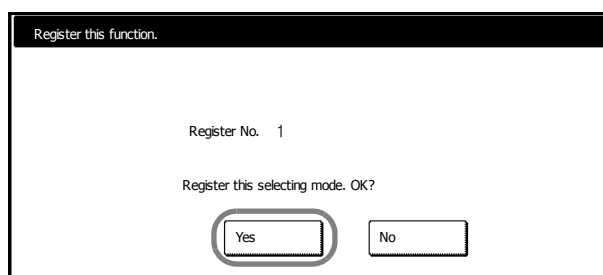 Register this function.
Register No. 1
Register this selecting mode. OK?
Yes No